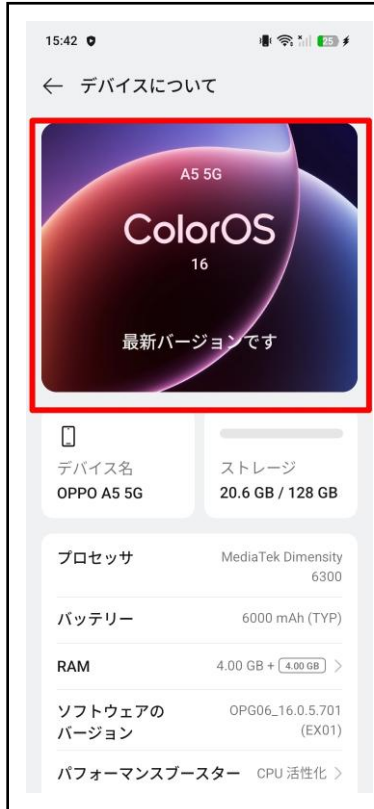 15:42
25
← デバイスについて
A5 5G
ColorOS
16
最新バージョンです
デバイス名
OPPO A5 5G
ストレージ
20.6 GB / 128 GB
プロセッサ
MediaTek Dimensity
6300
バッテリー
6000 mAh (TYP)
RAM
4.00 GB + 4.00 GB >
ソフトウェアの
バージョン
OPG06_16.0.5.701
(EX01)
パフォーマンスブースター
CPU 活性化 >